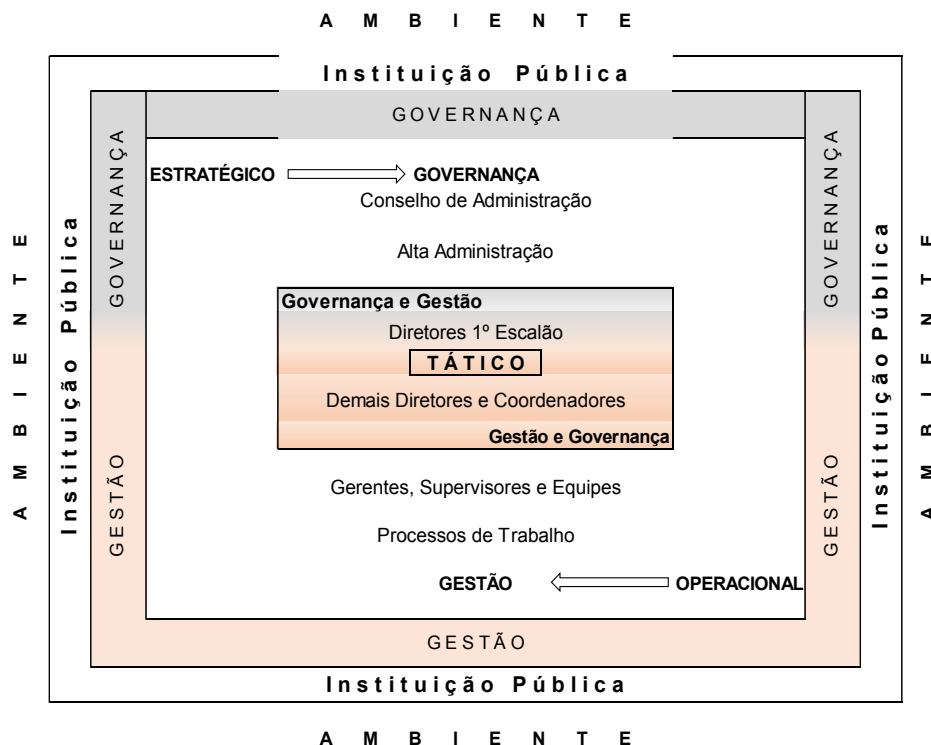 A M B I E N T E
Instituição Pública
GOVERNANÇA
GOVERNANÇA
GOVERNANÇA
ESTRATÉGICO GOVERNANÇA
Conselho de Administração
Alta Administração
AMBIENTE
Instituição Pública
Instituição Pública
AMBIENTE
Governança e Gestão
Diretores 1º Escalão
TÁTICO
Demais Diretores e Coordenadores
Gestão e Governança
GESTÃO
GESTÃO
Gerentes, Supervisores e Equipes
Processos de Trabalho
GESTÃO OPERACIONAL
GESTÃO
Instituição Pública
A M B I E N T E